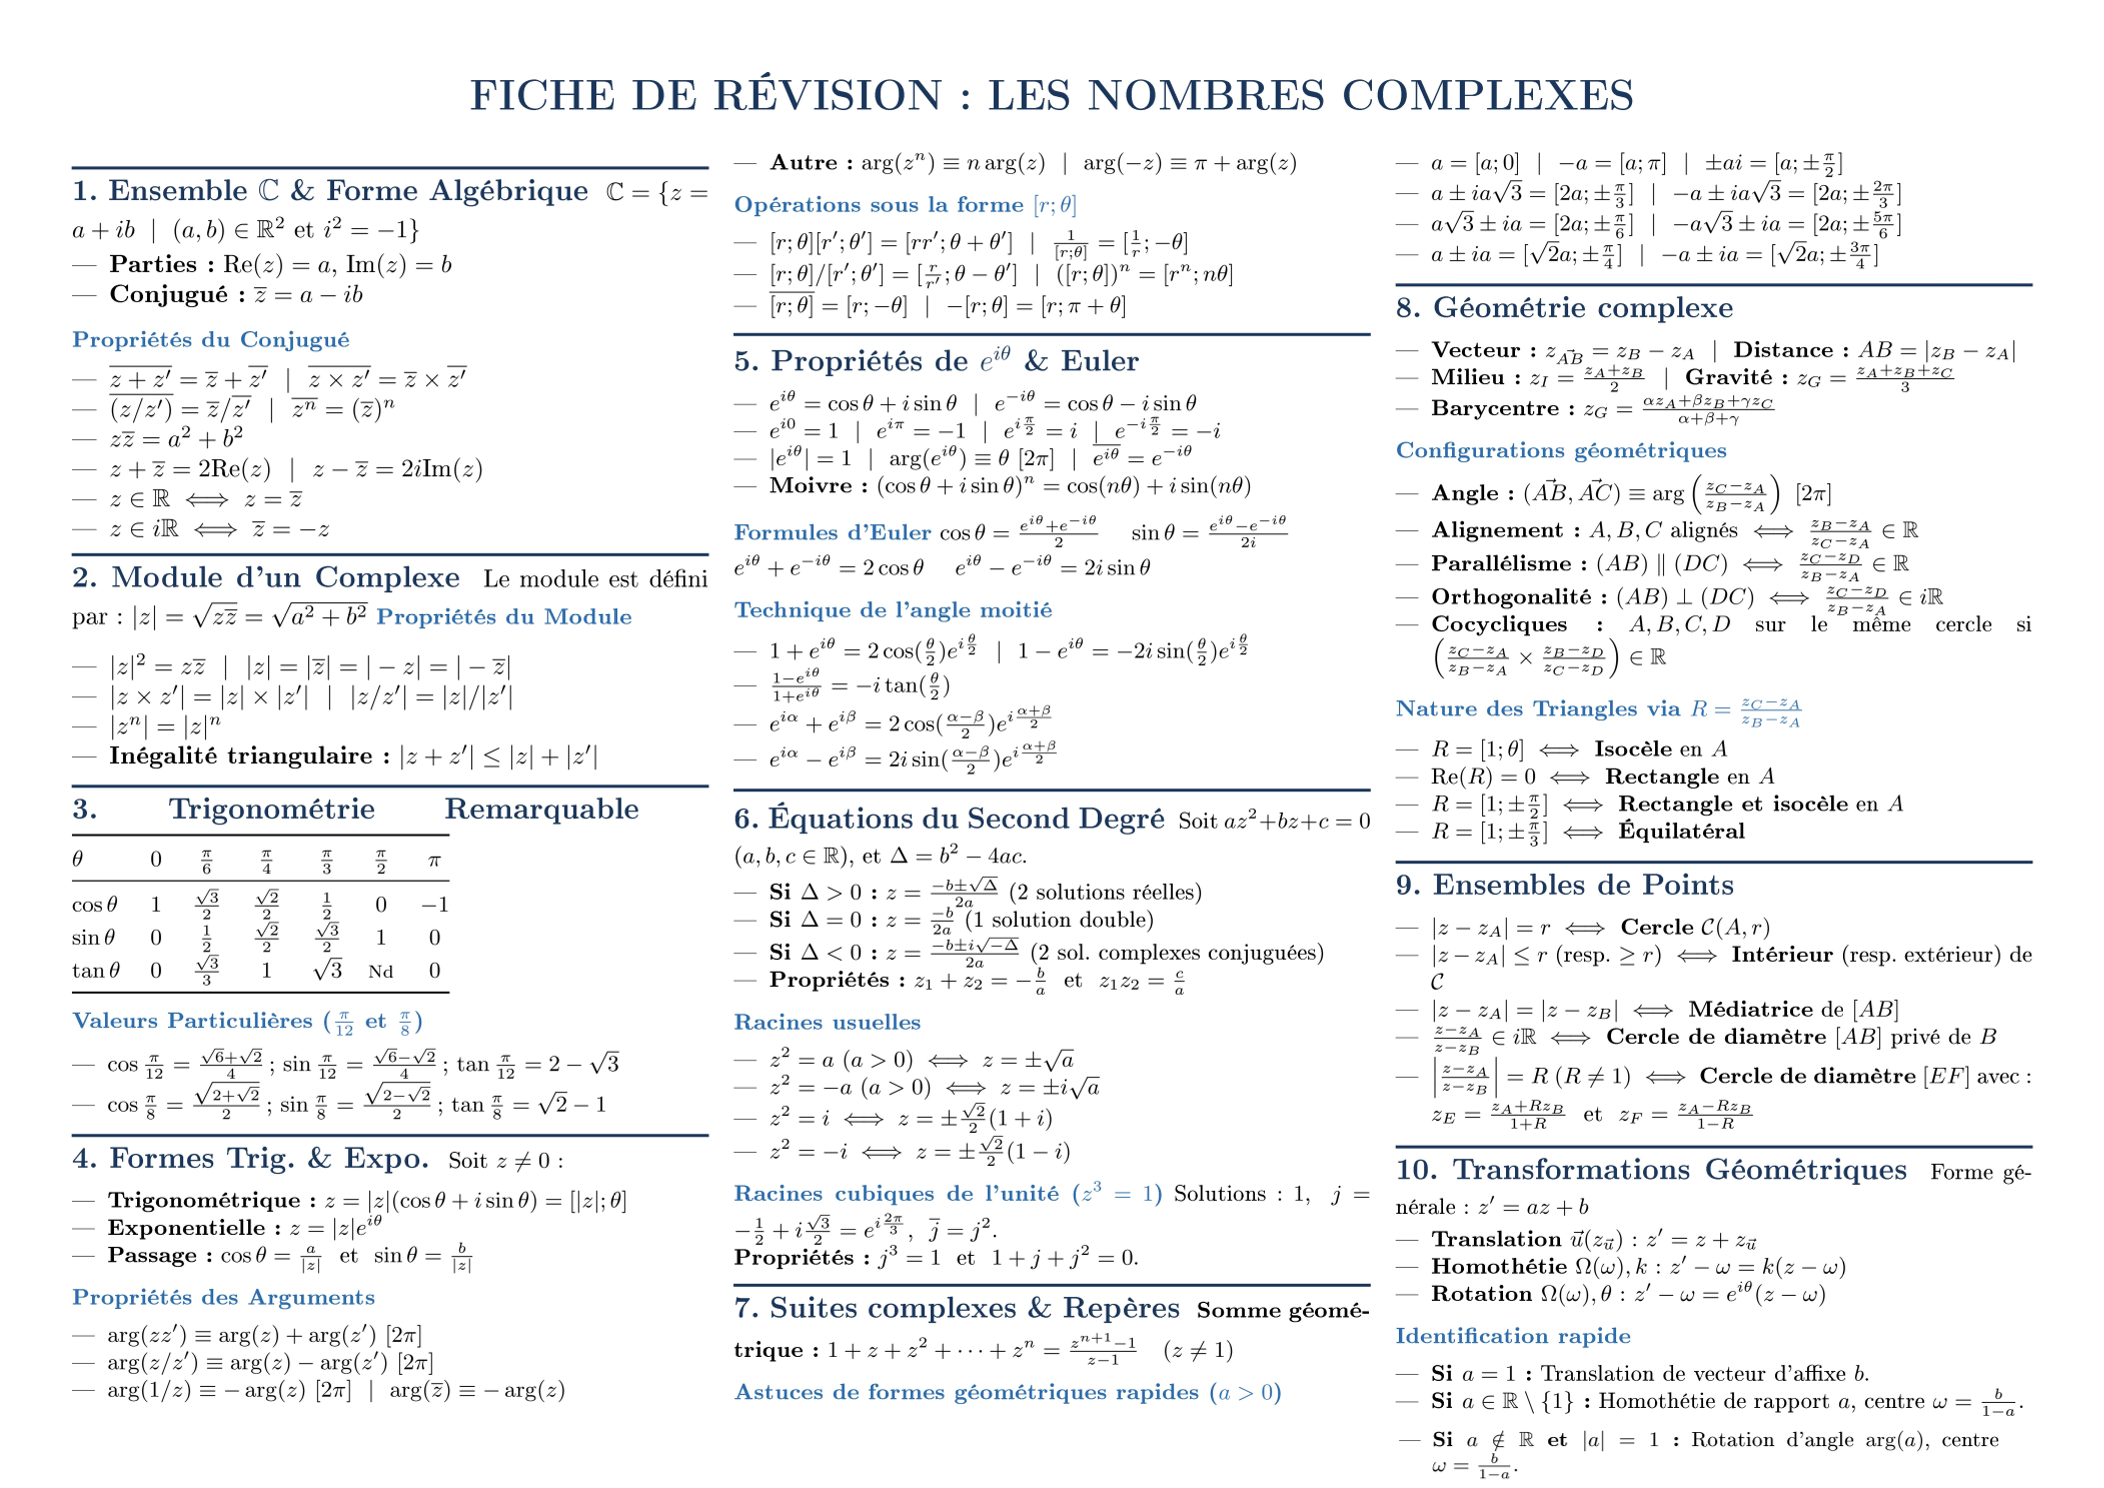 FICHE DE RÉVISION : LES NOMBRES COMPLEXES
1. Ensemble ℂ & Forme Algébrique ℂ = {z =
a + ib | (a, b) ∈ ℝ² et i² = −1}
— Parties : Re(z) = a, Im(z) = b
— Conjugué : z̅ = a − ib
Propriétés du Conjugué
— \overline{z + z′} = z̅ + \overline{z′} | \overline{z × z′} = z̅ × \overline{z′}
— \overline{(z/z′)} = z̅/\overline{z′} | \overline{zⁿ} = (z̅)ⁿ
— zz̅ = a² + b²
— z + z̅ = 2Re(z) | z − z̅ = 2iIm(z)
— z ∈ ℝ ⟺ z = z̅
— z ∈ iℝ ⟺ z̅ = −z
2. Module d'un Complexe Le module est défini
par : |z| = √(zz̅) = √(a² + b²) Propriétés du Module
— |z|² = zz̅ | |z| = |z̅| = | − z| = | − z̅|
— |z × z′| = |z| × |z′| | |z/z′| = |z|/|z′|
— |zⁿ| = |z|ⁿ
— Inégalité triangulaire : |z + z′| ≤ |z| + |z′|
3. Trigonométrie Remarquable
θ 0 π/6 π/4 π/3 π/2 π
cos θ 1 √3/2 √2/2 1/2 0 −1
sin θ 0 1/2 √2/2 √3/2 1 0
tan θ 0 √3/3 1 √3 Nd 0
Valeurs Particulières (π/12 et π/8)
— cos π/12 = (√6+√2)/4 ; sin π/12 = (√6−√2)/4 ; tan π/12 = 2 − √3
— cos π/8 = √(2+√2)/2 ; sin π/8 = √(2−√2)/2 ; tan π/8 = √2 − 1
4. Formes Trig. & Expo. Soit z ≠ 0 :
— Trigonométrique : z = |z|(cos θ + i sin θ) = [|z|; θ]
— Exponentielle : z = |z|e^{iθ}
— Passage : cos θ = a/|z| et sin θ = b/|z|
Propriétés des Arguments
— arg(zz′) ≡ arg(z) + arg(z′) [2π]
— arg(z/z′) ≡ arg(z) − arg(z′) [2π]
— arg(1/z) ≡ − arg(z) [2π] | arg(z̅) ≡ − arg(z)
— Autre : arg(zⁿ) ≡ n arg(z) | arg(−z) ≡ π + arg(z)
Opérations sous la forme [r; θ]
— [r; θ][r′; θ′] = [rr′; θ + θ′] | 1/[r;θ] = [1/r; −θ]
— [r; θ]/[r′; θ′] = [r/r′; θ − θ′] | ([r; θ])ⁿ = [rⁿ; nθ]
— \overline{[r; θ]} = [r; −θ] | −[r; θ] = [r; π + θ]
5. Propriétés de e^{iθ} & Euler
— e^{iθ} = cos θ + i sin θ | e^{−iθ} = cos θ − i sin θ
— e^{i0} = 1 | e^{iπ} = −1 | e^{iπ/2} = i | e^{−iπ/2} = −i
— |e^{iθ}| = 1 | arg(e^{iθ}) ≡ θ [2π] | \overline{e^{iθ}} = e^{−iθ}
— Moivre : (cos θ + i sin θ)ⁿ = cos(nθ) + i sin(nθ)
Formules d'Euler cos θ = (e^{iθ}+e^{−iθ})/2 sin θ = (e^{iθ}−e^{−iθ})/2i
e^{iθ} + e^{−iθ} = 2 cos θ e^{iθ} − e^{−iθ} = 2i sin θ
Technique de l'angle moitié
— 1 + e^{iθ} = 2 cos(θ/2)e^{iθ/2} | 1 − e^{iθ} = −2i sin(θ/2)e^{iθ/2}
— (1−e^{iθ})/(1+e^{iθ}) = −i tan(θ/2)
— e^{iα} + e^{iβ} = 2 cos((α−β)/2)e^{i(α+β)/2}
— e^{iα} − e^{iβ} = 2i sin((α−β)/2)e^{i(α+β)/2}
6. Équations du Second Degré Soit az²+bz+c = 0
(a, b, c ∈ ℝ), et Δ = b² − 4ac.
— Si Δ > 0 : z = (−b±√Δ)/2a (2 solutions réelles)
— Si Δ = 0 : z = −b/2a (1 solution double)
— Si Δ < 0 : z = (−b±i√−Δ)/2a (2 sol. complexes conjuguées)
— Propriétés : z₁ + z₂ = −b/a et z₁z₂ = c/a
Racines usuelles
— z² = a (a > 0) ⟺ z = ±√a
— z² = −a (a > 0) ⟺ z = ±i√a
— z² = i ⟺ z = ±√2/2(1 + i)
— z² = −i ⟺ z = ±√2/2(1 − i)
Racines cubiques de l'unité (z³ = 1) Solutions : 1, j =
−1/2 + i√3/2 = e^{i2π/3}, j̅ = j².
Propriétés : j³ = 1 et 1 + j + j² = 0.
7. Suites complexes & Repères Somme géomé-
trique : 1 + z + z² + ··· + zⁿ = (z^{n+1}−1)/(z−1) (z ≠ 1)
Astuces de formes géométriques rapides (a > 0)
— a = [a; 0] | −a = [a; π] | ±ai = [a; ±π/2]
— a ± ia√3 = [2a; ±π/3] | −a ± ia√3 = [2a; ±2π/3]
— a√3 ± ia = [2a; ±π/6] | −a√3 ± ia = [2a; ±5π/6]
— a ± ia = [√2a; ±π/4] | −a ± ia = [√2a; ±3π/4]
8. Géométrie complexe
— Vecteur : z_{\vec{AB}} = z_B − z_A | Distance : AB = |z_B − z_A|
— Milieu : z_I = (z_A+z_B)/2 | Gravité : z_G = (z_A+z_B+z_C)/3
— Barycentre : z_G = (αz_A+βz_B+γz_C)/(α+β+γ)
Configurations géométriques
— Angle : (\vec{AB}, \vec{AC}) ≡ arg((z_C−z_A)/(z_B−z_A)) [2π]
— Alignement : A, B, C alignés ⟺ (z_B−z_A)/(z_C−z_A) ∈ ℝ
— Parallélisme : (AB) ∥ (DC) ⟺ (z_C−z_D)/(z_B−z_A) ∈ ℝ
— Orthogonalité : (AB) ⊥ (DC) ⟺ (z_C−z_D)/(z_B−z_A) ∈ iℝ
— Cocycliques : A, B, C, D sur le même cercle si
((z_C−z_A)/(z_B−z_A) × (z_B−z_D)/(z_C−z_D)) ∈ ℝ
Nature des Triangles via R = (z_C−z_A)/(z_B−z_A)
— R = [1; θ] ⟺ Isocèle en A
— Re(R) = 0 ⟺ Rectangle en A
— R = [1; ±π/2] ⟺ Rectangle et isocèle en A
— R = [1; ±π/3] ⟺ Équilatéral
9. Ensembles de Points
— |z − z_A| = r ⟺ Cercle 𝒞(A, r)
— |z − z_A| ≤ r (resp. ≥ r) ⟺ Intérieur (resp. extérieur) de
𝒞
— |z − z_A| = |z − z_B| ⟺ Médiatrice de [AB]
— (z−z_A)/(z−z_B) ∈ iℝ ⟺ Cercle de diamètre [AB] privé de B
— |(z−z_A)/(z−z_B)| = R (R ≠ 1) ⟺ Cercle de diamètre [EF] avec :
z_E = (z_A+Rz_B)/(1+R) et z_F = (z_A−Rz_B)/(1−R)
10. Transformations Géométriques Forme gé-
nérale : z′ = az + b
— Translation \vec{u}(z_{\vec{u}}) : z′ = z + z_{\vec{u}}
— Homothétie Ω(ω), k : z′ − ω = k(z − ω)
— Rotation Ω(ω), θ : z′ − ω = e^{iθ}(z − ω)
Identification rapide
— Si a = 1 : Translation de vecteur d'affixe b.
— Si a ∈ ℝ \ {1} : Homothétie de rapport a, centre ω = b/(1−a).
— Si a ∉ ℝ et |a| = 1 : Rotation d'angle arg(a), centre
ω = b/(1−a).